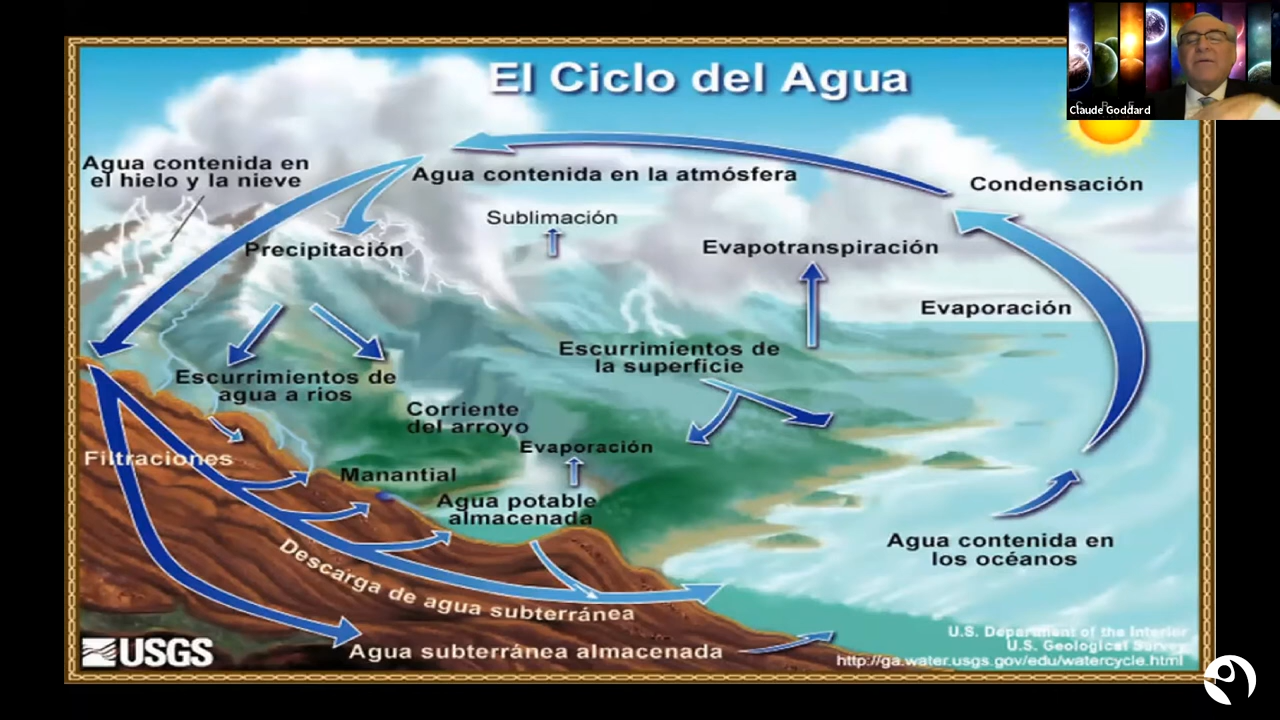 El Ciclo del Agua
Claude Goddard
Agua contenida en
el hielo y la nieve
Agua contenida en la atmósfera
Condensación
Sublimación
Precipitación
Evapotranspiración
Evaporación
Escurrimientos de
la superficie
Escurrimientos de
agua a rios
Corriente
del arroyo
Evaporación
Filtraciones
Manantial
Agua potable
almacenada
Agua contenida en
los océanos
Descarga de agua subterránea
Agua subterránea almacenada
USGS
U.S. Department of the Interior
U.S. Geological Survey
http://ga.water.usgs.gov/edu/watercycle.html